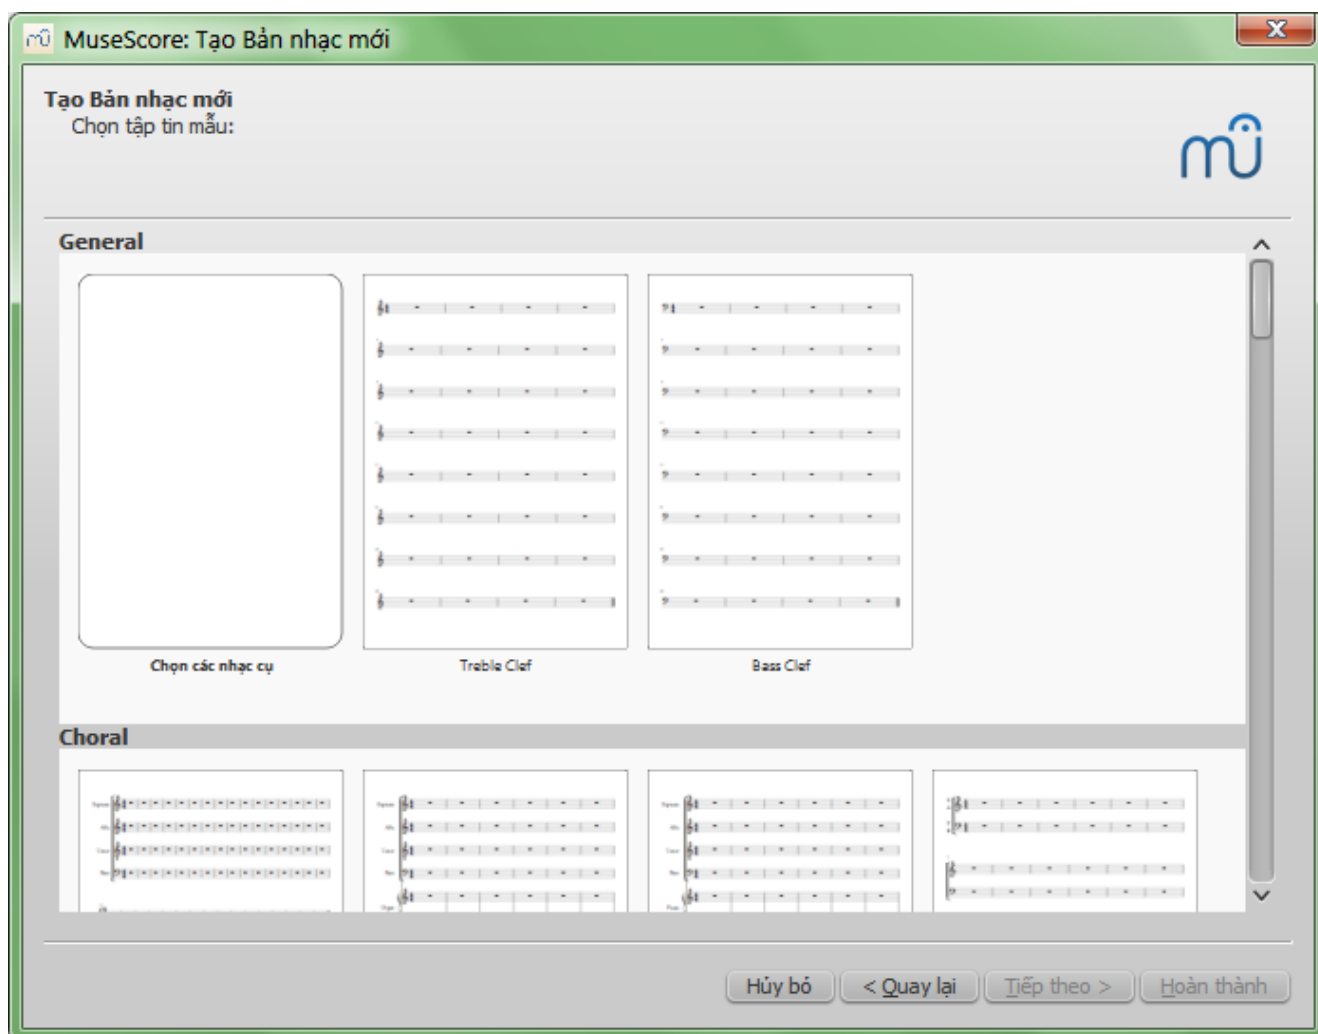 MuseScore: Tạo Bản nhạc mới
Tạo Bản nhạc mới
Chọn tập tin mẫu:
General
Chọn các nhạc cụ
Treble Clef
Bass Clef
Choral
Hủy bỏ
< Quay lại
Tiếp theo >
Hoàn thành